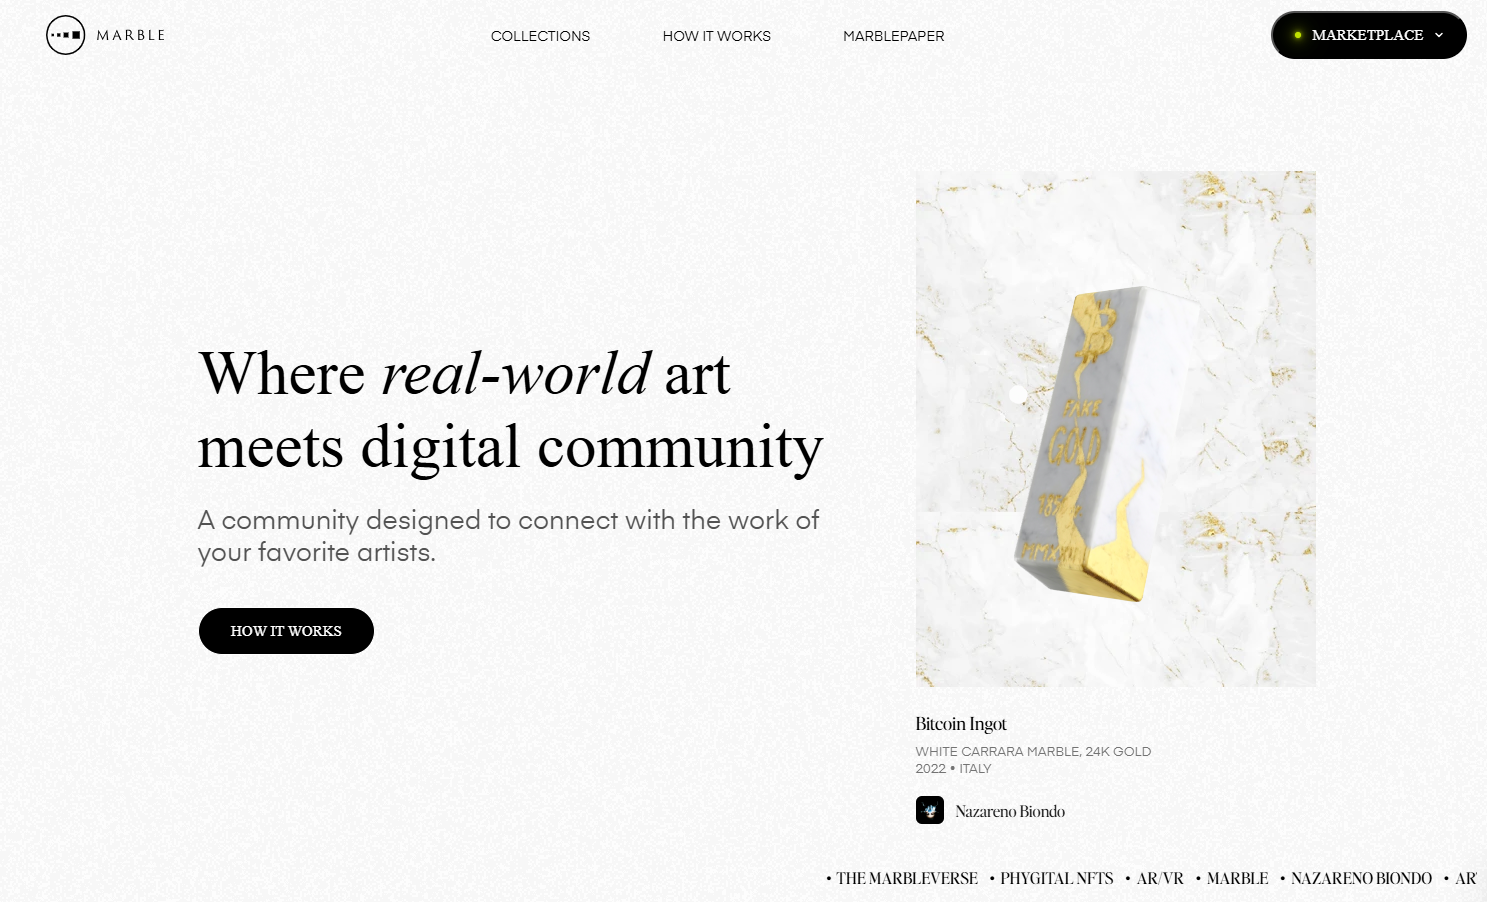 MARBLE
COLLECTIONS
HOW IT WORKS
MARBLEPAPER
MARKETPLACE
Where real-world art
meets digital community
A community designed to connect with the work of
your favorite artists.
HOW IT WORKS
FAKE
GOLD
Bitcoin Ingot
WHITE CARRARA MARBLE, 24K GOLD
2022 • ITALY
Nazareno Biondo
• THE MARBLEVERSE • PHYGITAL NFTS • AR/VR • MARBLE • NAZARENO BIONDO •